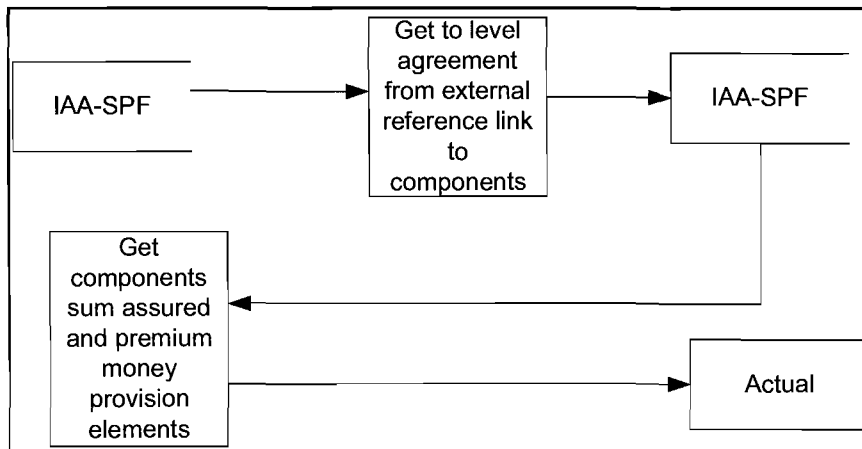 IAA-SPF
Get to level
agreement
from external
reference link
to
components
IAA-SPF
Get
components
sum assured
and premium
money
provision
elements
Actual